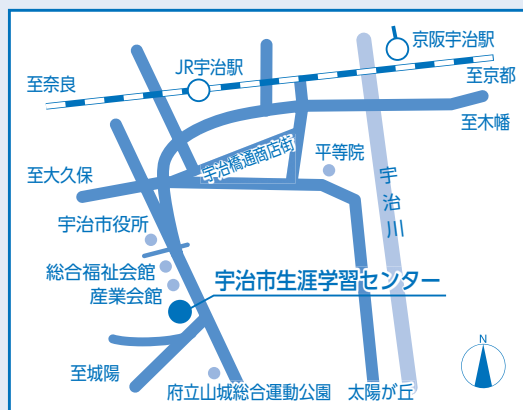 京阪宇治駅
JR宇治駅
至京都
至奈良
至木幡
宇治橋通商店街
平等院
至大久保
宇治川
宇治市役所
総合福祉会館
宇治市生涯学習センター
産業会館
至城陽
府立山城総合運動公園
太陽が丘
N